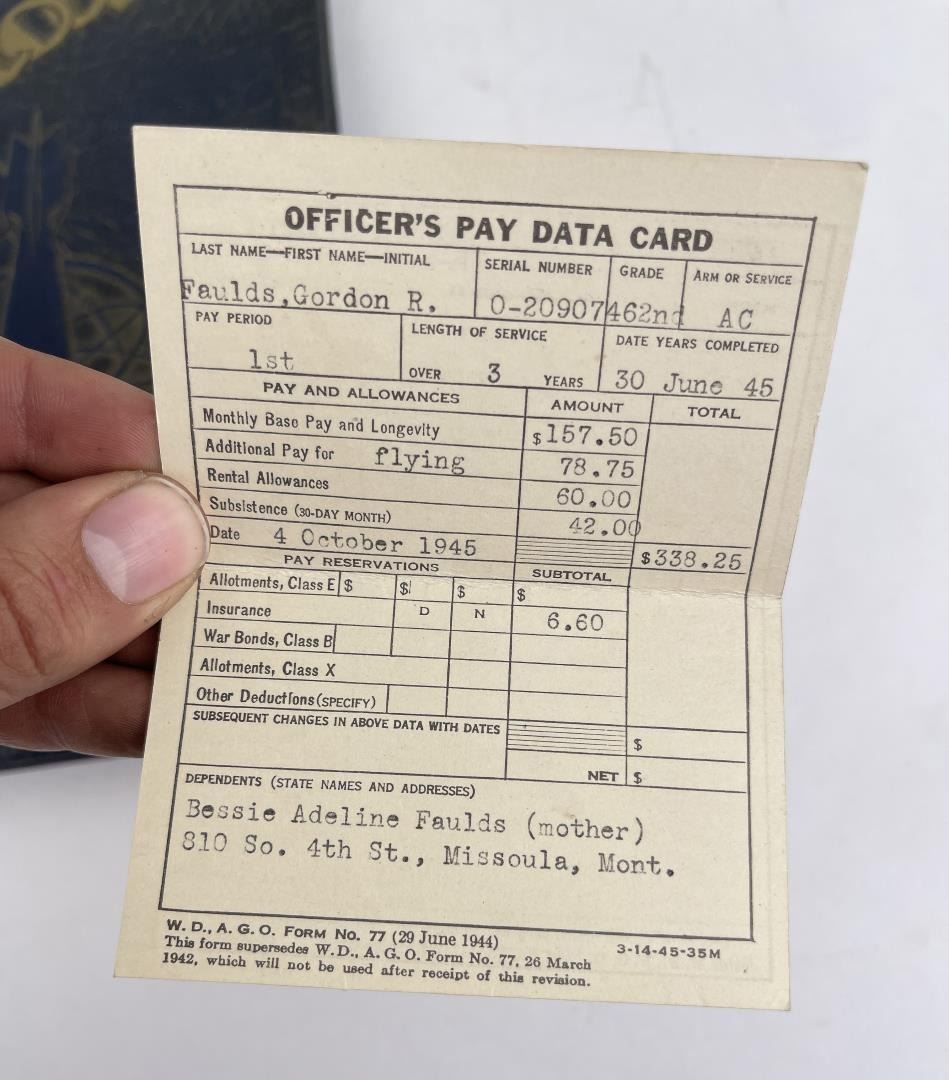 OFFICER'S PAY DATA CARD
LAST NAME—FIRST NAME—INITIAL SERIAL NUMBER GRADE ARM OR SERVICE
Faulds,Gordon R. O-2090746 2nd AC
PAY PERIOD LENGTH OF SERVICE DATE YEARS COMPLETED
1st OVER 3 YEARS 30 June 45
PAY AND ALLOWANCES AMOUNT TOTAL
Monthly Base Pay and Longevity $157.50
Additional Pay for flying 78.75
Rental Allowances 60.00
Subsistence (30-DAY MONTH) 42.00
Date 4 October 1945 $338.25
PAY RESERVATIONS SUBTOTAL
Allotments, Class E $ $ $ $
Insurance D N 6.60
War Bonds, Class B
Allotments, Class X
Other Deductions (SPECIFY)
SUBSEQUENT CHANGES IN ABOVE DATA WITH DATES $
NET $
DEPENDENTS (STATE NAMES AND ADDRESSES)
Bessie Adeline Faulds (mother)
810 So. 4th St., Missoula, Mont.
W. D., A. G. O. FORM NO. 77 (29 June 1944) 3-14-45-35M
This form supersedes W. D., A. G. O. Form No. 77, 26 March
1942, which will not be used after receipt of this revision.